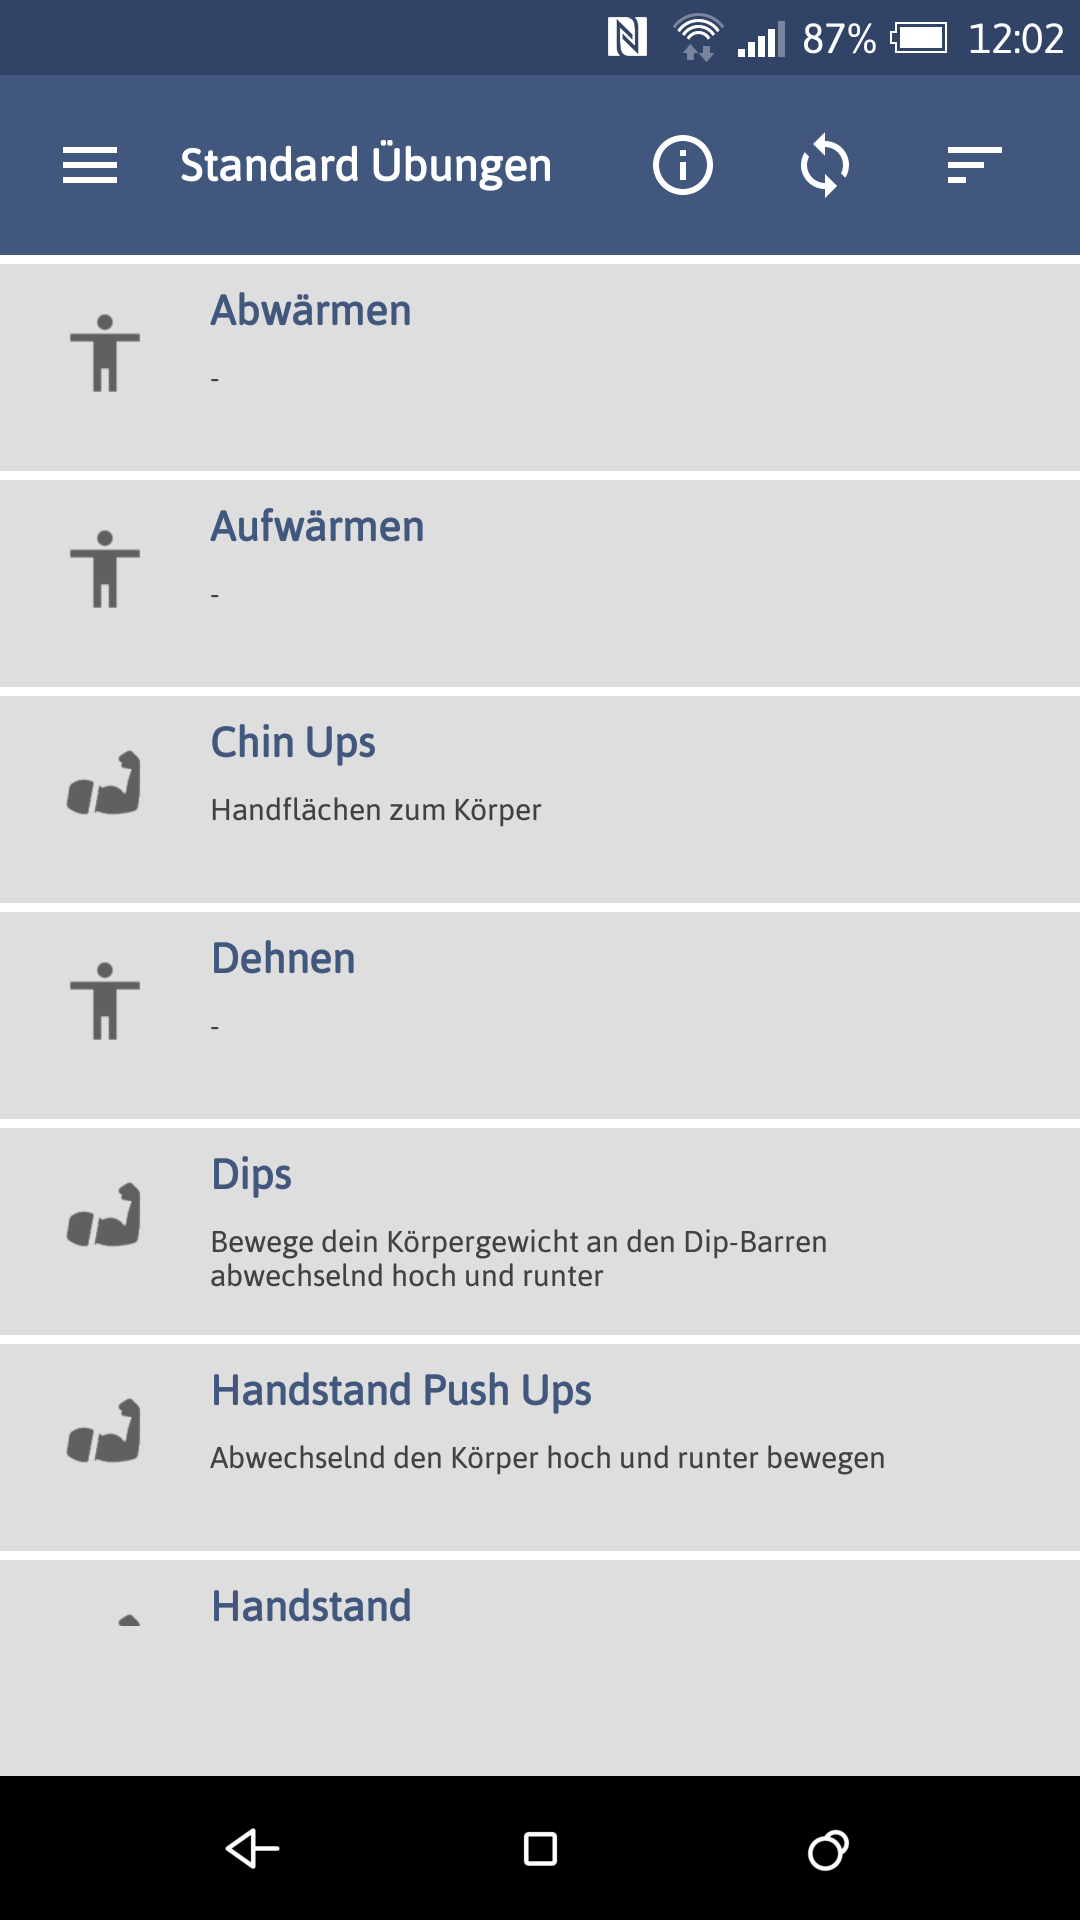 87% 12:02
Standard Übungen
Abwärmen
-
Aufwärmen
-
Chin Ups
Handflächen zum Körper
Dehnen
-
Dips
Bewege dein Körpergewicht an den Dip-Barren
abwechselnd hoch und runter
Handstand Push Ups
Abwechselnd den Körper hoch und runter bewegen
Handstand